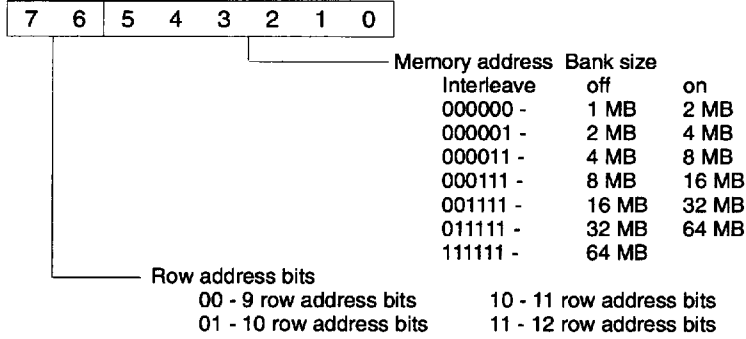 7 6 5 4 3 2 1 0
Memory address Bank size
Interleave off on
000000 - 1 MB 2 MB
000001 - 2 MB 4 MB
000011 - 4 MB 8 MB
000111 - 8 MB 16 MB
001111 - 16 MB 32 MB
011111 - 32 MB 64 MB
111111 - 64 MB
Row address bits
00 - 9 row address bits 10 - 11 row address bits
01 - 10 row address bits 11 - 12 row address bits